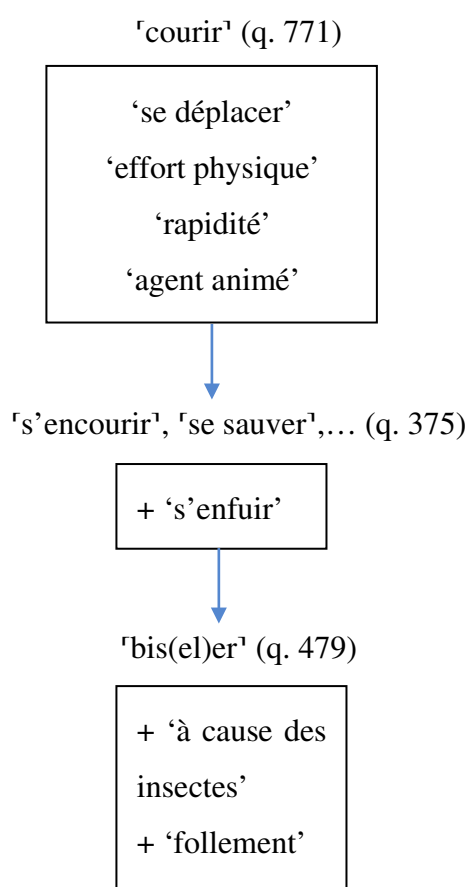 ⸢courir⸣ (q. 771)
‘se déplacer’
‘effort physique’
‘rapidité’
‘agent animé’
⸢s’encourir⸣, ⸢se sauver⸣,… (q. 375)
+ ‘s’enfuir’
⸢bis(el)er⸣ (q. 479)
+ ‘à cause des
insectes’
+ ‘follement’